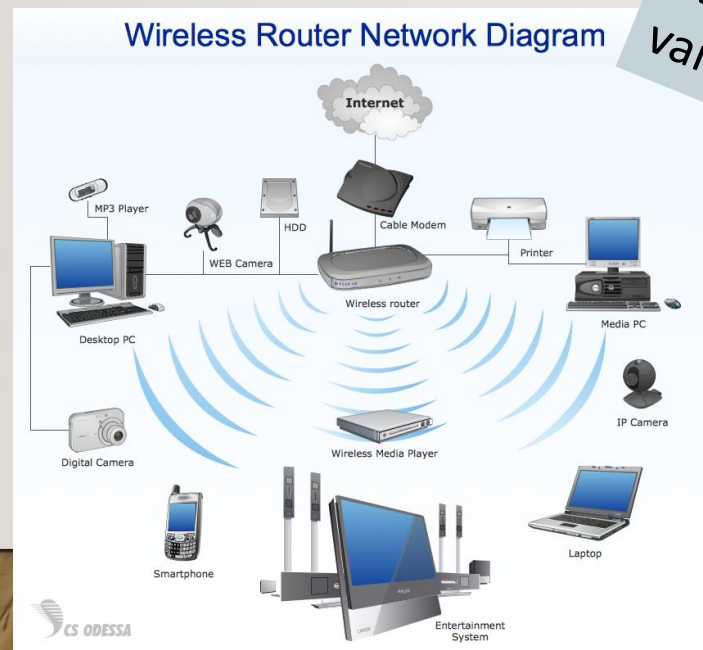 Wireless Router Network Diagram
Internet
MP3 Player
HDD
Cable Modem
WEB Camera
Printer
Wireless router
Desktop PC
Media PC
IP Camera
Wireless Media Player
Digital Camera
Laptop
Smartphone
Entertainment
System
CS ODESSA